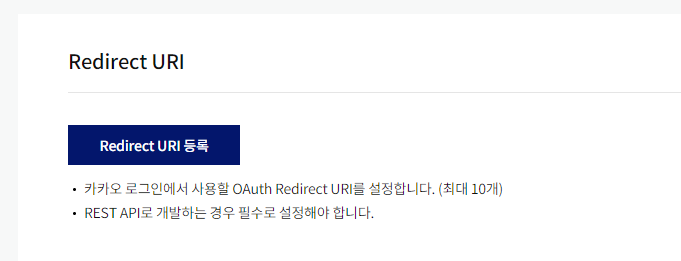 Redirect URI
Redirect URI 등록
• 카카오 로그인에서 사용할 OAuth Redirect URI를 설정합니다. (최대 10개)
• REST API로 개발하는 경우 필수로 설정해야 합니다.